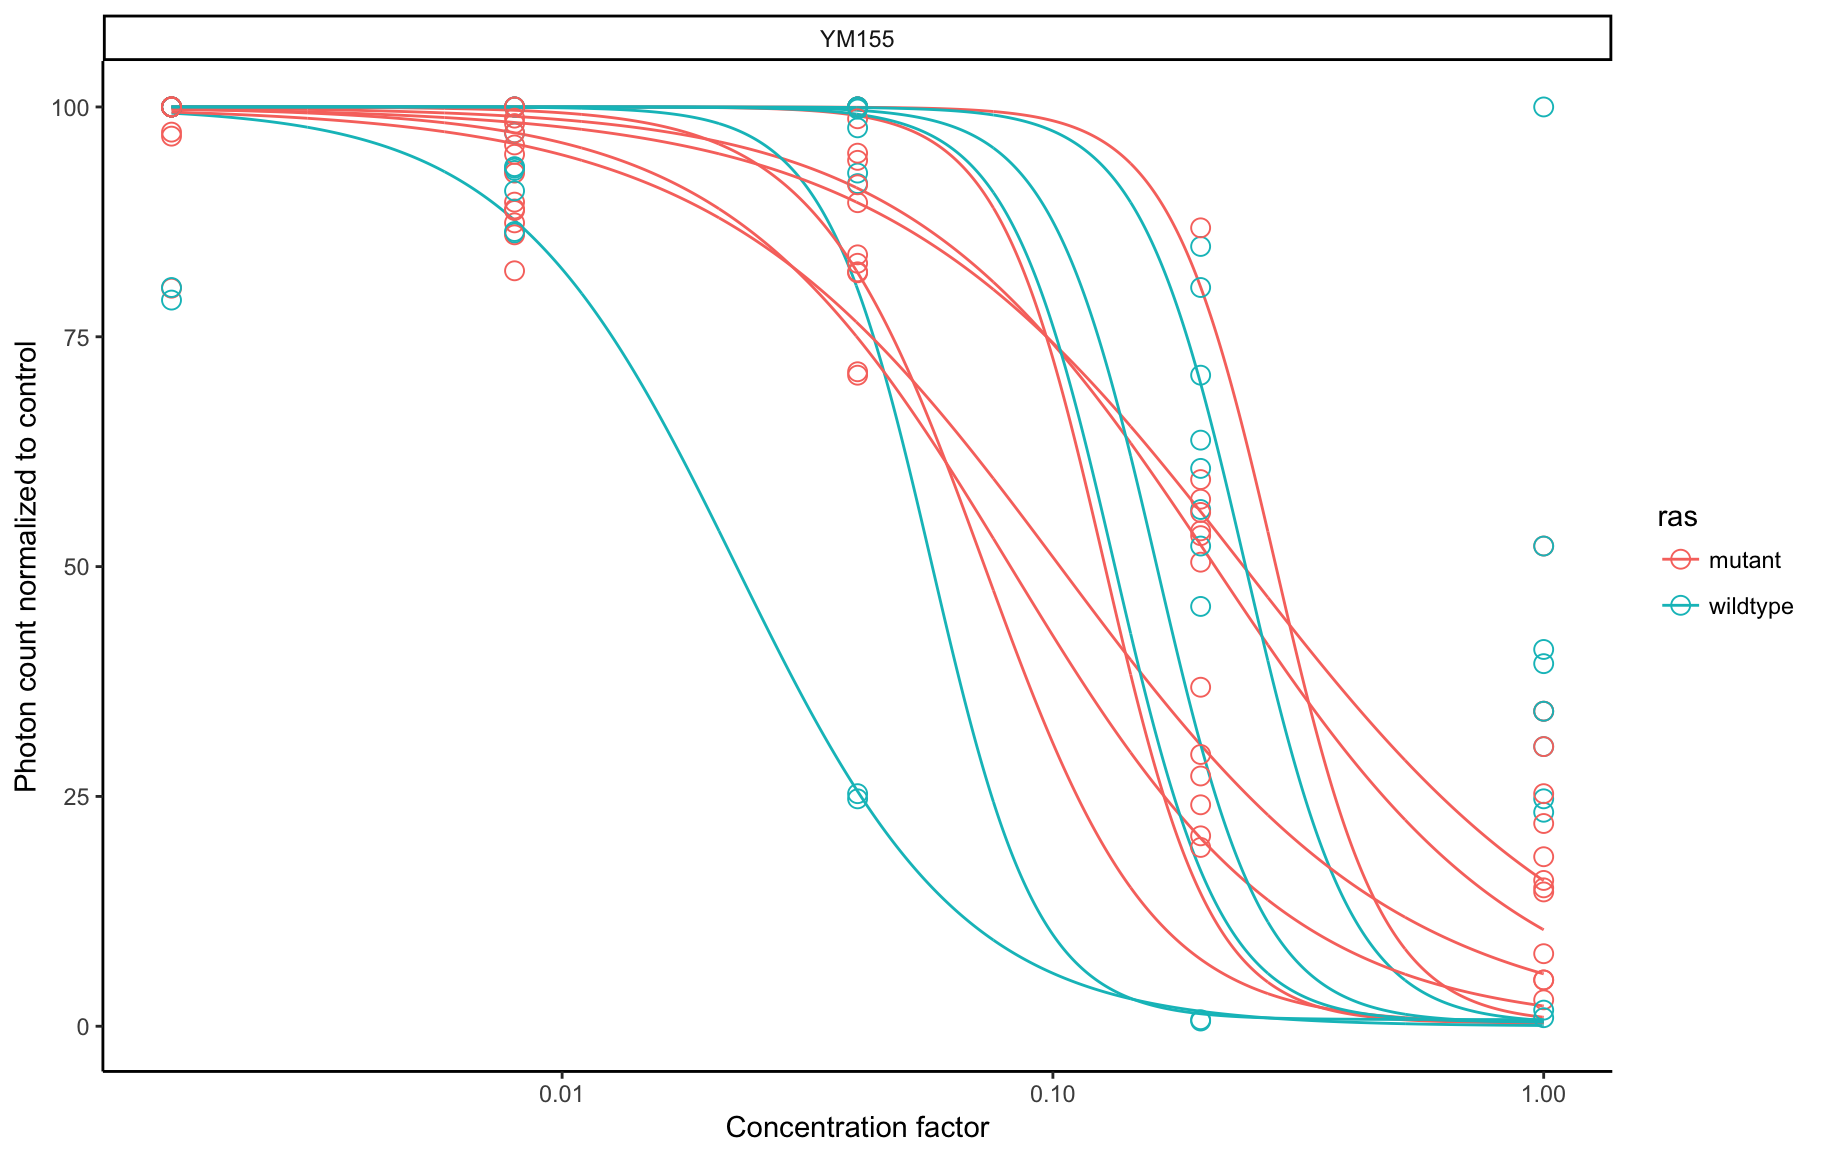 YM155
100
75
50
25
0
Photon count normalized to control
0.01
0.10
1.00
Concentration factor
ras
mutant
wildtype